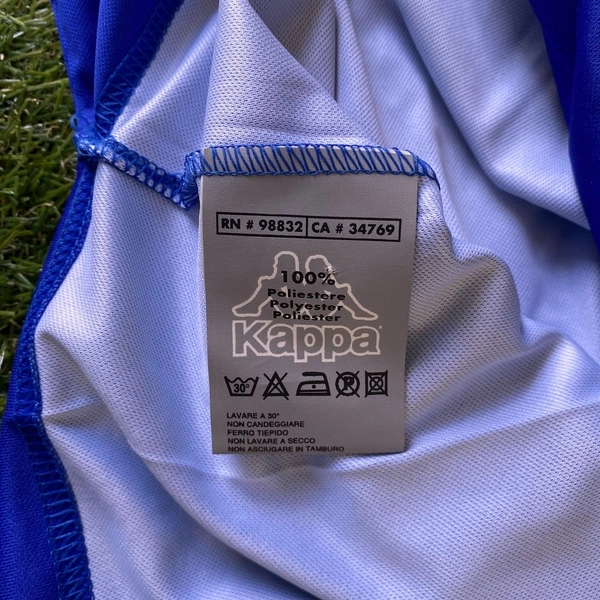 RN # 98832 CA # 34769
100%
Poliestere
Polyester
Poliester
Kappa
30°
LAVARE A 30°
NON CANDEGGIARE
FERRO TIEPIDO
NON LAVARE A SECCO
NON ASCIUGARE IN TAMBURO